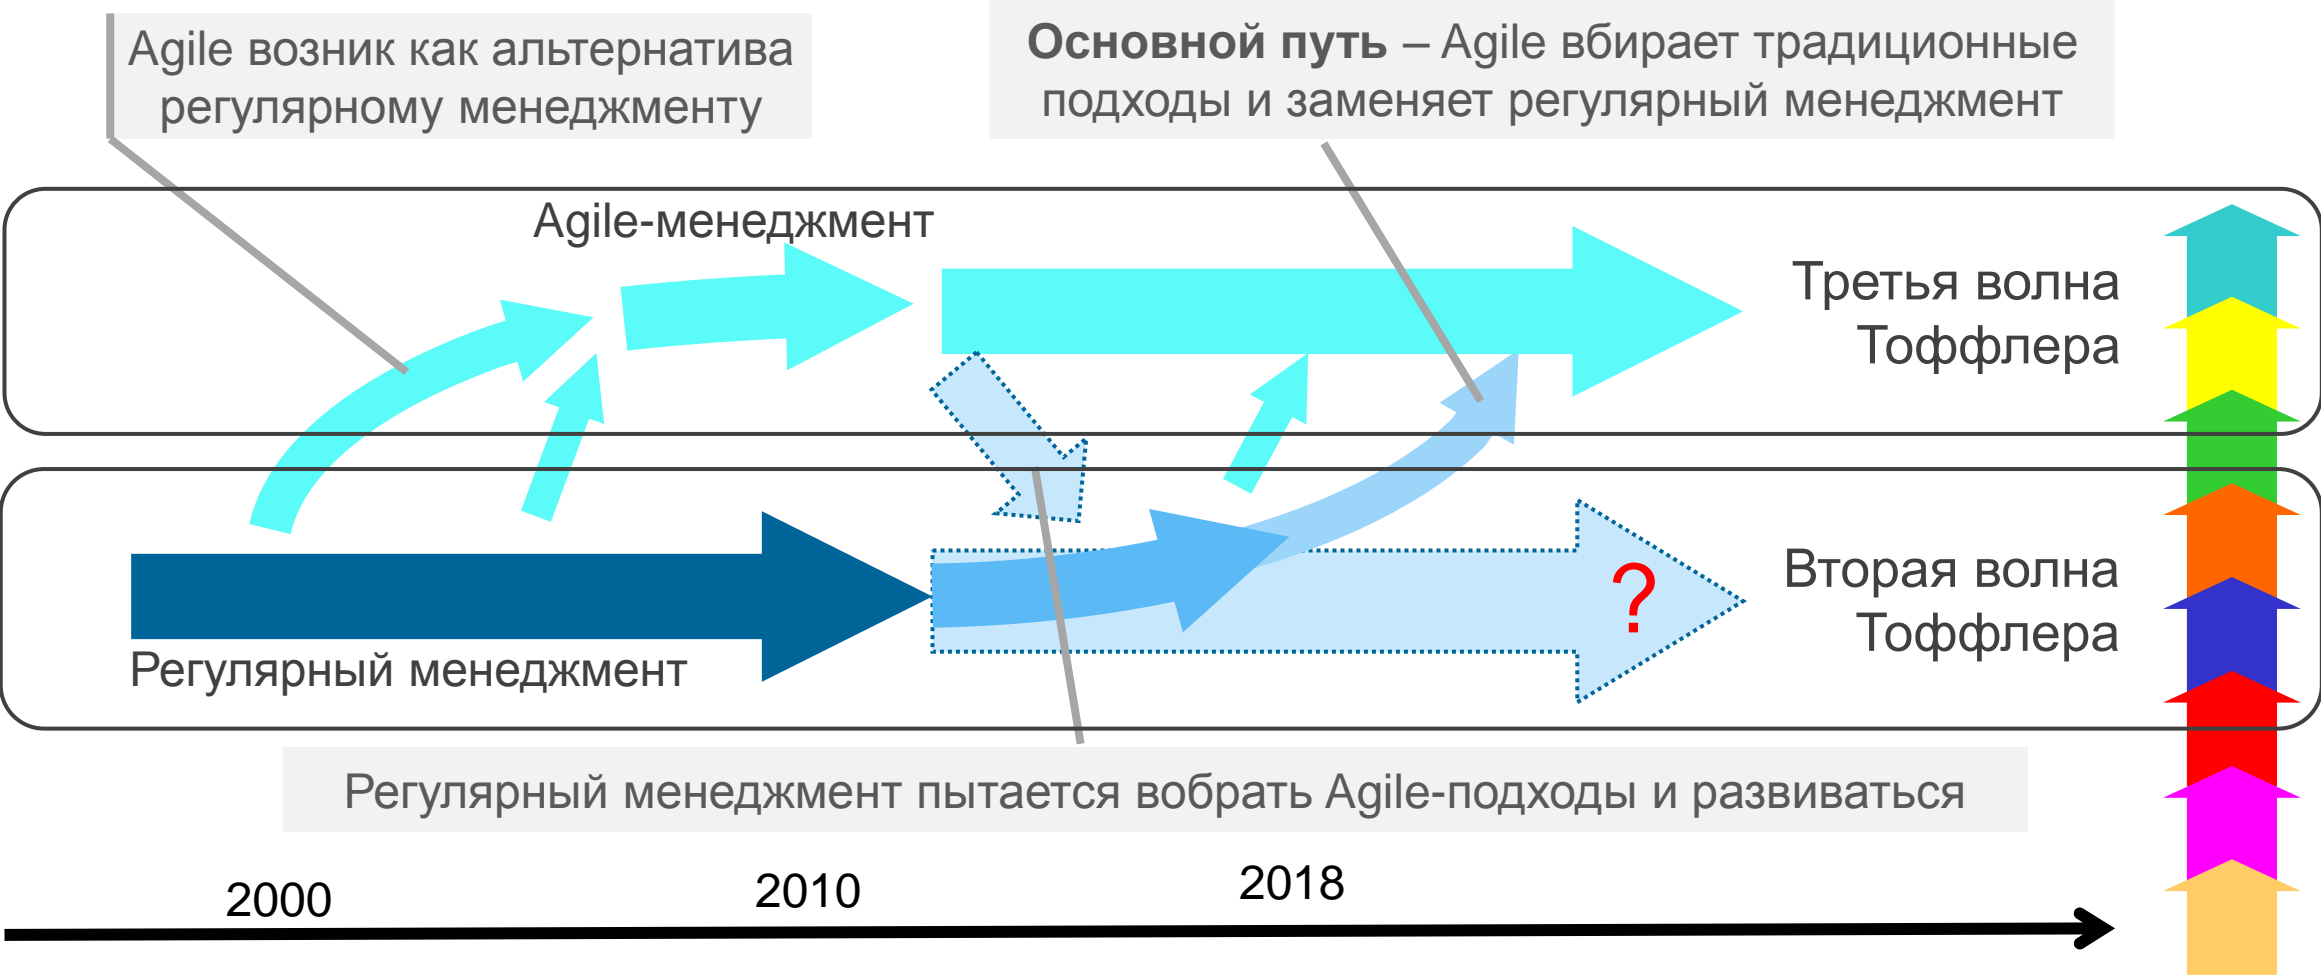 Agile возник как альтернатива
регулярному менеджменту
Основной путь – Agile вбирает традиционные
подходы и заменяет регулярный менеджмент
Agile-менеджмент
Третья волна
Тоффлера
?
Вторая волна
Тоффлера
Регулярный менеджмент
Регулярный менеджмент пытается вобрать Agile-подходы и развиваться
2000
2010
2018